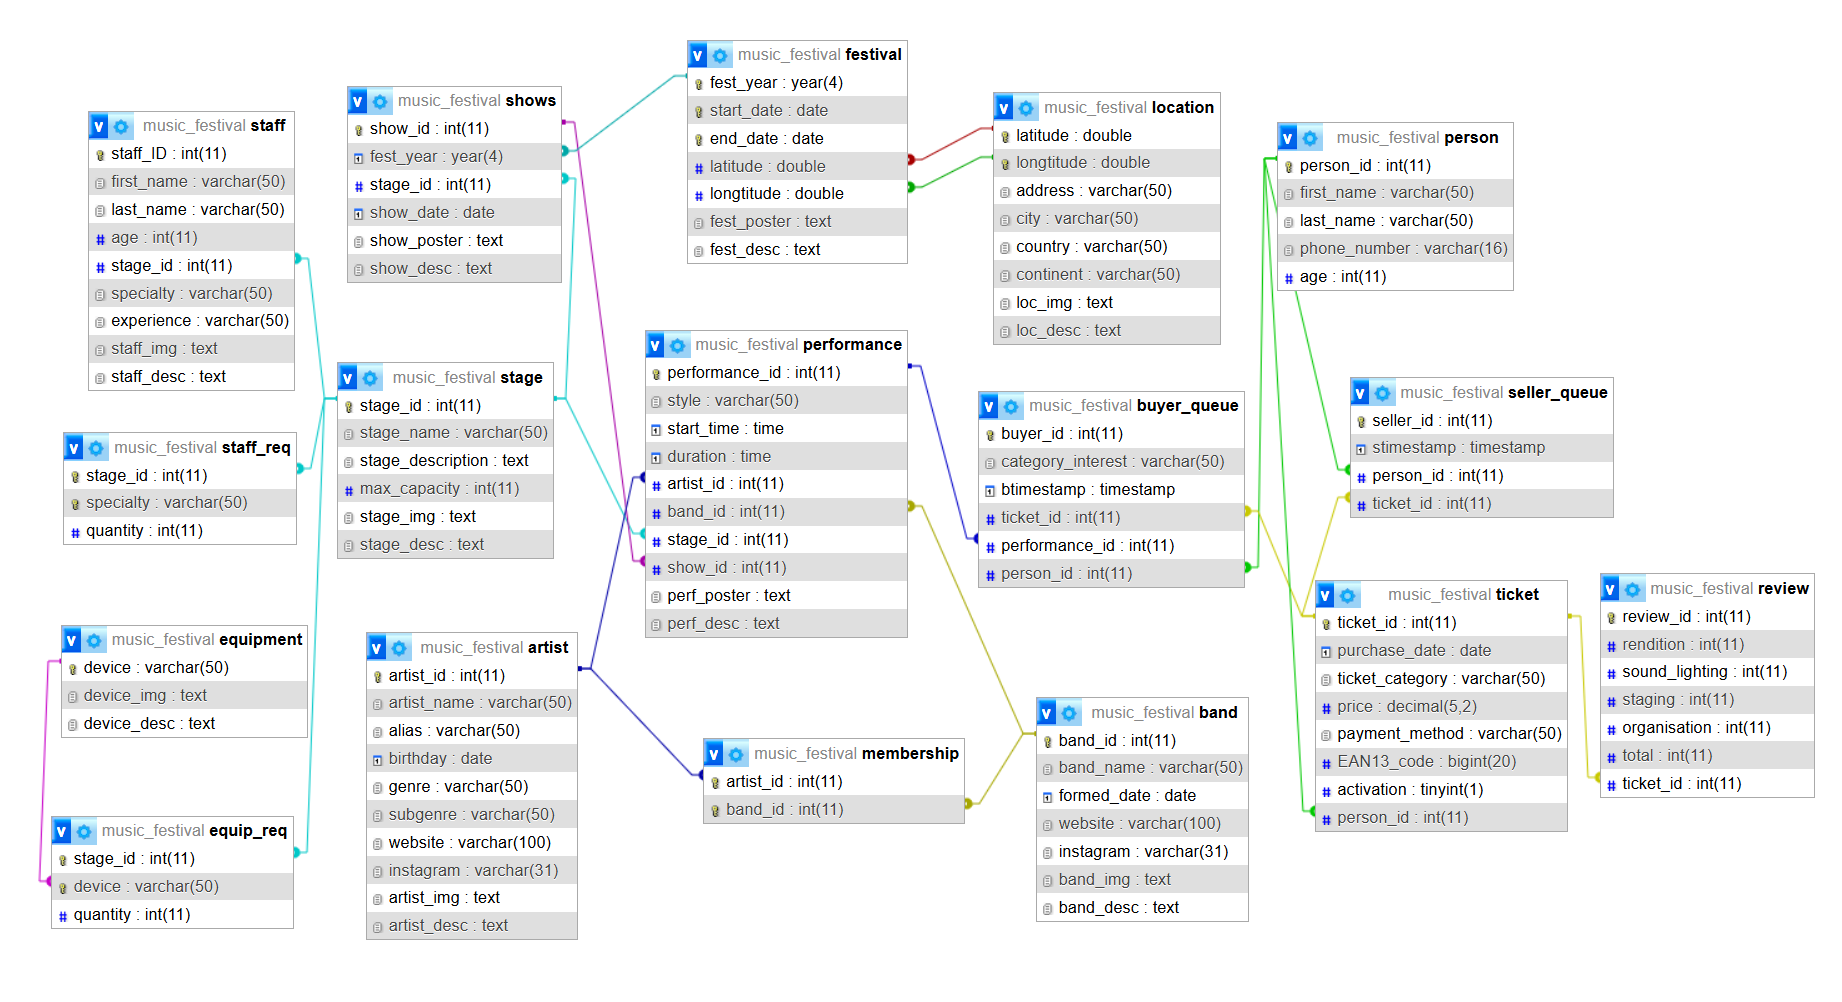 music_festival staff
staff_ID : int(11)
first_name : varchar(50)
last_name : varchar(50)
age : int(11)
stage_id : int(11)
specialty : varchar(50)
experience : varchar(50)
staff_img : text
staff_desc : text
music_festival staff_req
stage_id : int(11)
specialty : varchar(50)
quantity : int(11)
music_festival equipment
device : varchar(50)
device_img : text
device_desc : text
music_festival equip_req
stage_id : int(11)
device : varchar(50)
quantity : int(11)
music_festival shows
show_id : int(11)
fest_year : year(4)
stage_id : int(11)
show_date : date
show_poster : text
show_desc : text
music_festival stage
stage_id : int(11)
stage_name : varchar(50)
stage_description : text
max_capacity : int(11)
stage_img : text
stage_desc : text
music_festival artist
artist_id : int(11)
artist_name : varchar(50)
alias : varchar(50)
birthday : date
genre : varchar(50)
subgenre : varchar(50)
website : varchar(100)
instagram : varchar(31)
artist_img : text
artist_desc : text
music_festival festival
fest_year : year(4)
start_date : date
end_date : date
latitude : double
longtitude : double
fest_poster : text
fest_desc : text
music_festival performance
performance_id : int(11)
style : varchar(50)
start_time : time
duration : time
artist_id : int(11)
band_id : int(11)
stage_id : int(11)
show_id : int(11)
perf_poster : text
perf_desc : text
music_festival membership
artist_id : int(11)
band_id : int(11)
music_festival location
latitude : double
longtitude : double
address : varchar(50)
city : varchar(50)
country : varchar(50)
continent : varchar(50)
loc_img : text
loc_desc : text
music_festival buyer_queue
buyer_id : int(11)
category_interest : varchar(50)
btimestamp : timestamp
ticket_id : int(11)
performance_id : int(11)
person_id : int(11)
music_festival band
band_id : int(11)
band_name : varchar(50)
formed_date : date
website : varchar(100)
instagram : varchar(31)
band_img : text
band_desc : text
music_festival person
person_id : int(11)
first_name : varchar(50)
last_name : varchar(50)
phone_number : varchar(16)
age : int(11)
music_festival seller_queue
seller_id : int(11)
stimestamp : timestamp
person_id : int(11)
ticket_id : int(11)
music_festival ticket
ticket_id : int(11)
purchase_date : date
ticket_category : varchar(50)
price : decimal(5,2)
payment_method : varchar(50)
EAN13_code : bigint(20)
activation : tinyint(1)
person_id : int(11)
music_festival review
review_id : int(11)
rendition : int(11)
sound_lighting : int(11)
staging : int(11)
organisation : int(11)
total : int(11)
ticket_id : int(11)